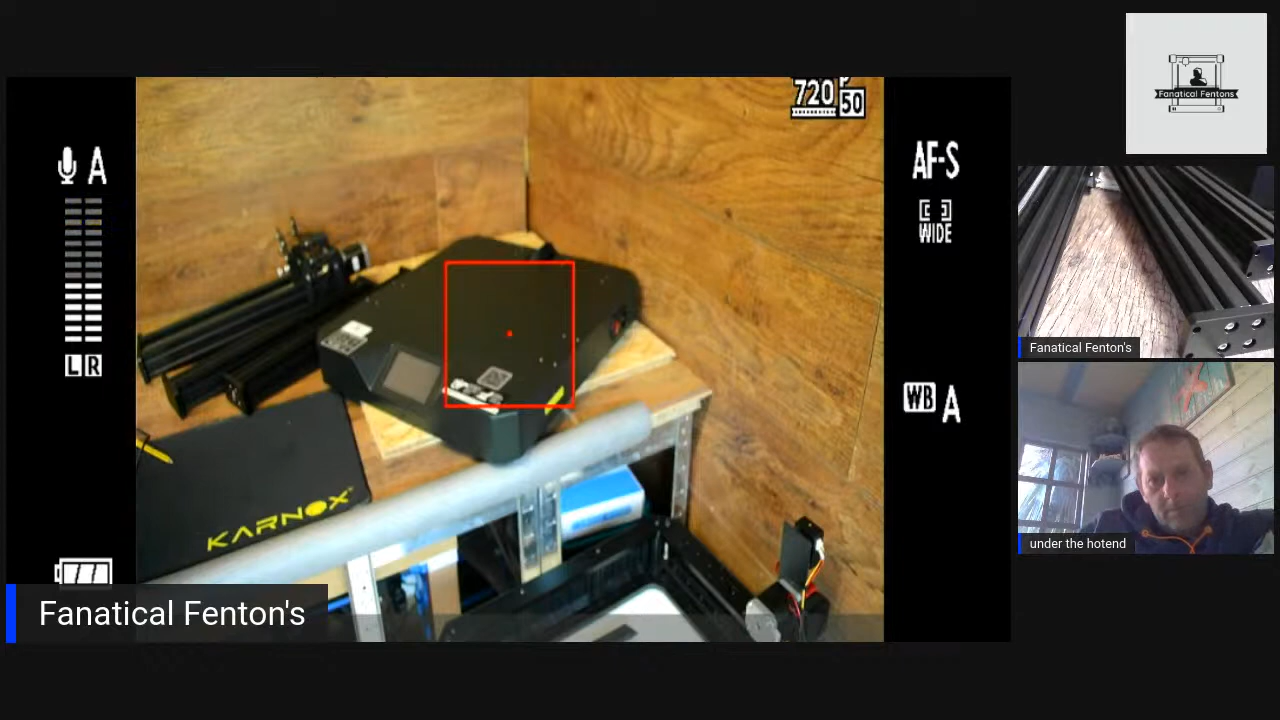 720 P
50
A
AF-S
WIDE
L R
WB A
KARNOX
Fanatical Fenton's
Fanatical Fentons
Fanatical Fenton's
under the hotend